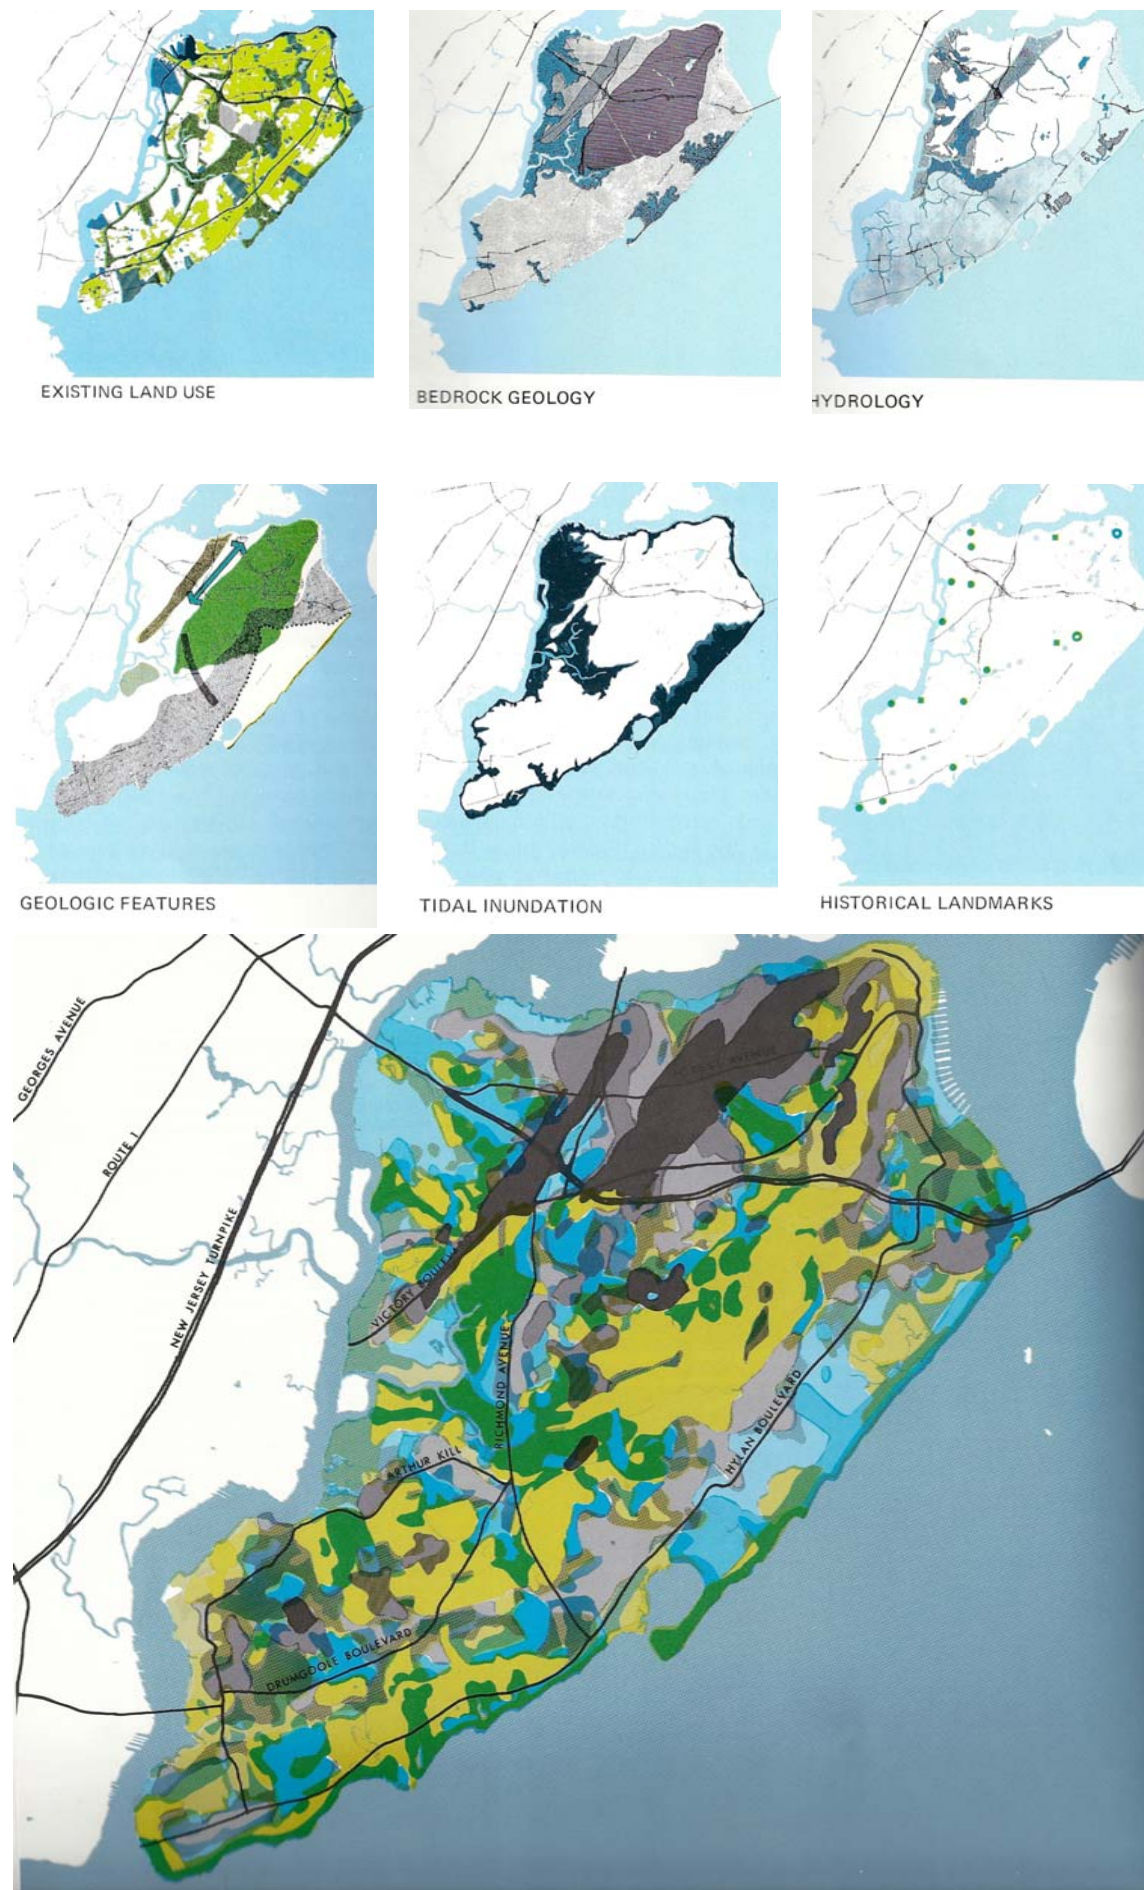 EXISTING LAND USE
BEDROCK GEOLOGY
HYDROLOGY
GEOLOGIC FEATURES
TIDAL INUNDATION
HISTORICAL LANDMARKS
GEORGES AVENUE
ROUTE 1
NEW JERSEY TURNPIKE
AVENUE
VICTORY BOULEVARD
RICHMOND AVENUE
HYLAN BOULEVARD
ARTHUR KILL
DRUMGOOLE BOULEVARD